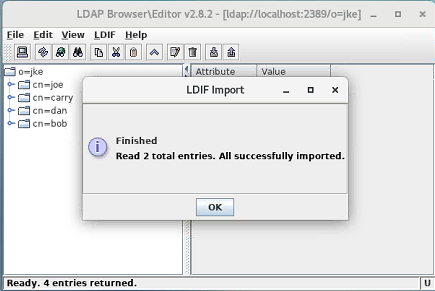 LDAP Browser\Editor v2.8.2 - [ldap://localhost:2389/o=jke]
File Edit View LDIF Help
o=jke
cn=joe
cn=carry
cn=dan
cn=bob
Attribute Value
LDIF Import
Finished
Read 2 total entries. All successfully imported.
OK
Ready. 4 entries returned. U